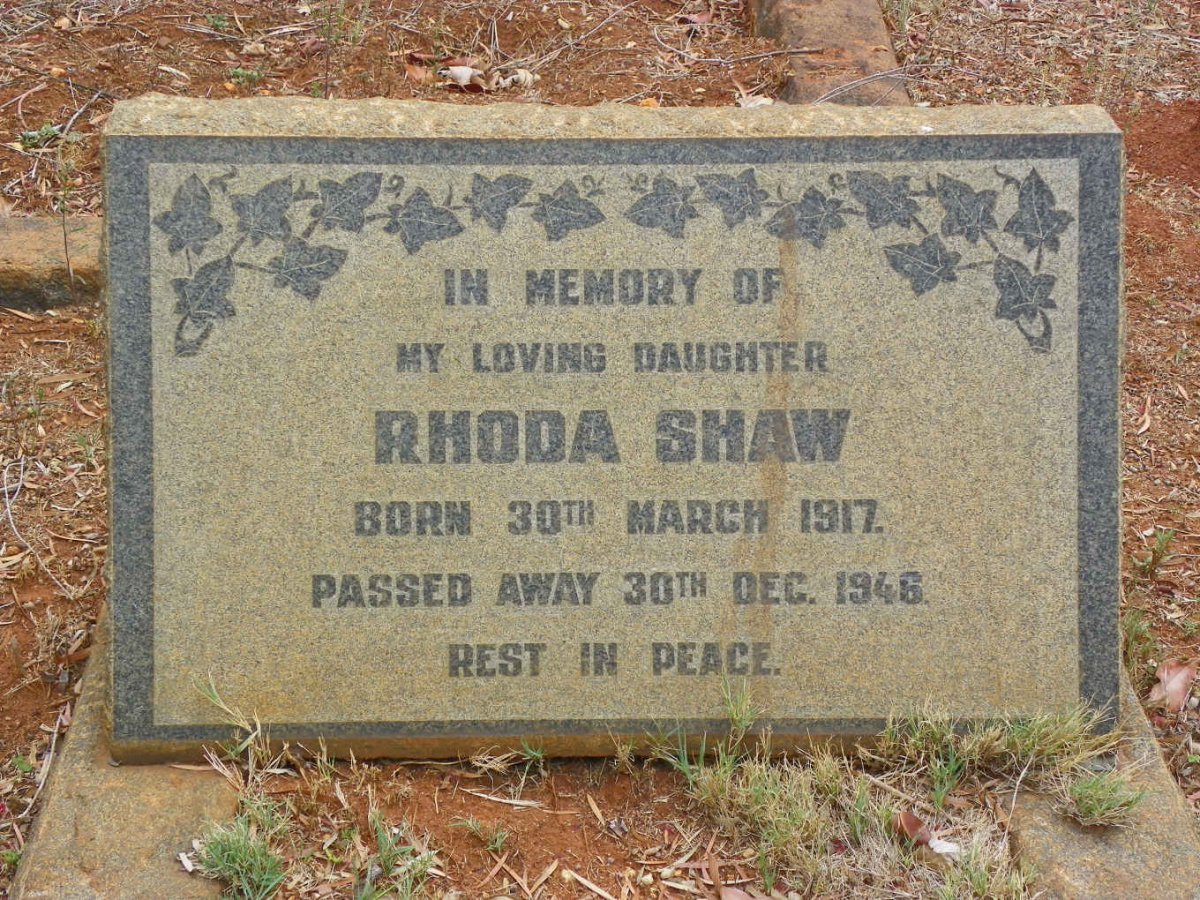 IN MEMORY OF
MY LOVING DAUGHTER
RHODA SHAW
BORN 30TH MARCH 1917.
PASSED AWAY 30TH DEC. 1946.
REST IN PEACE.